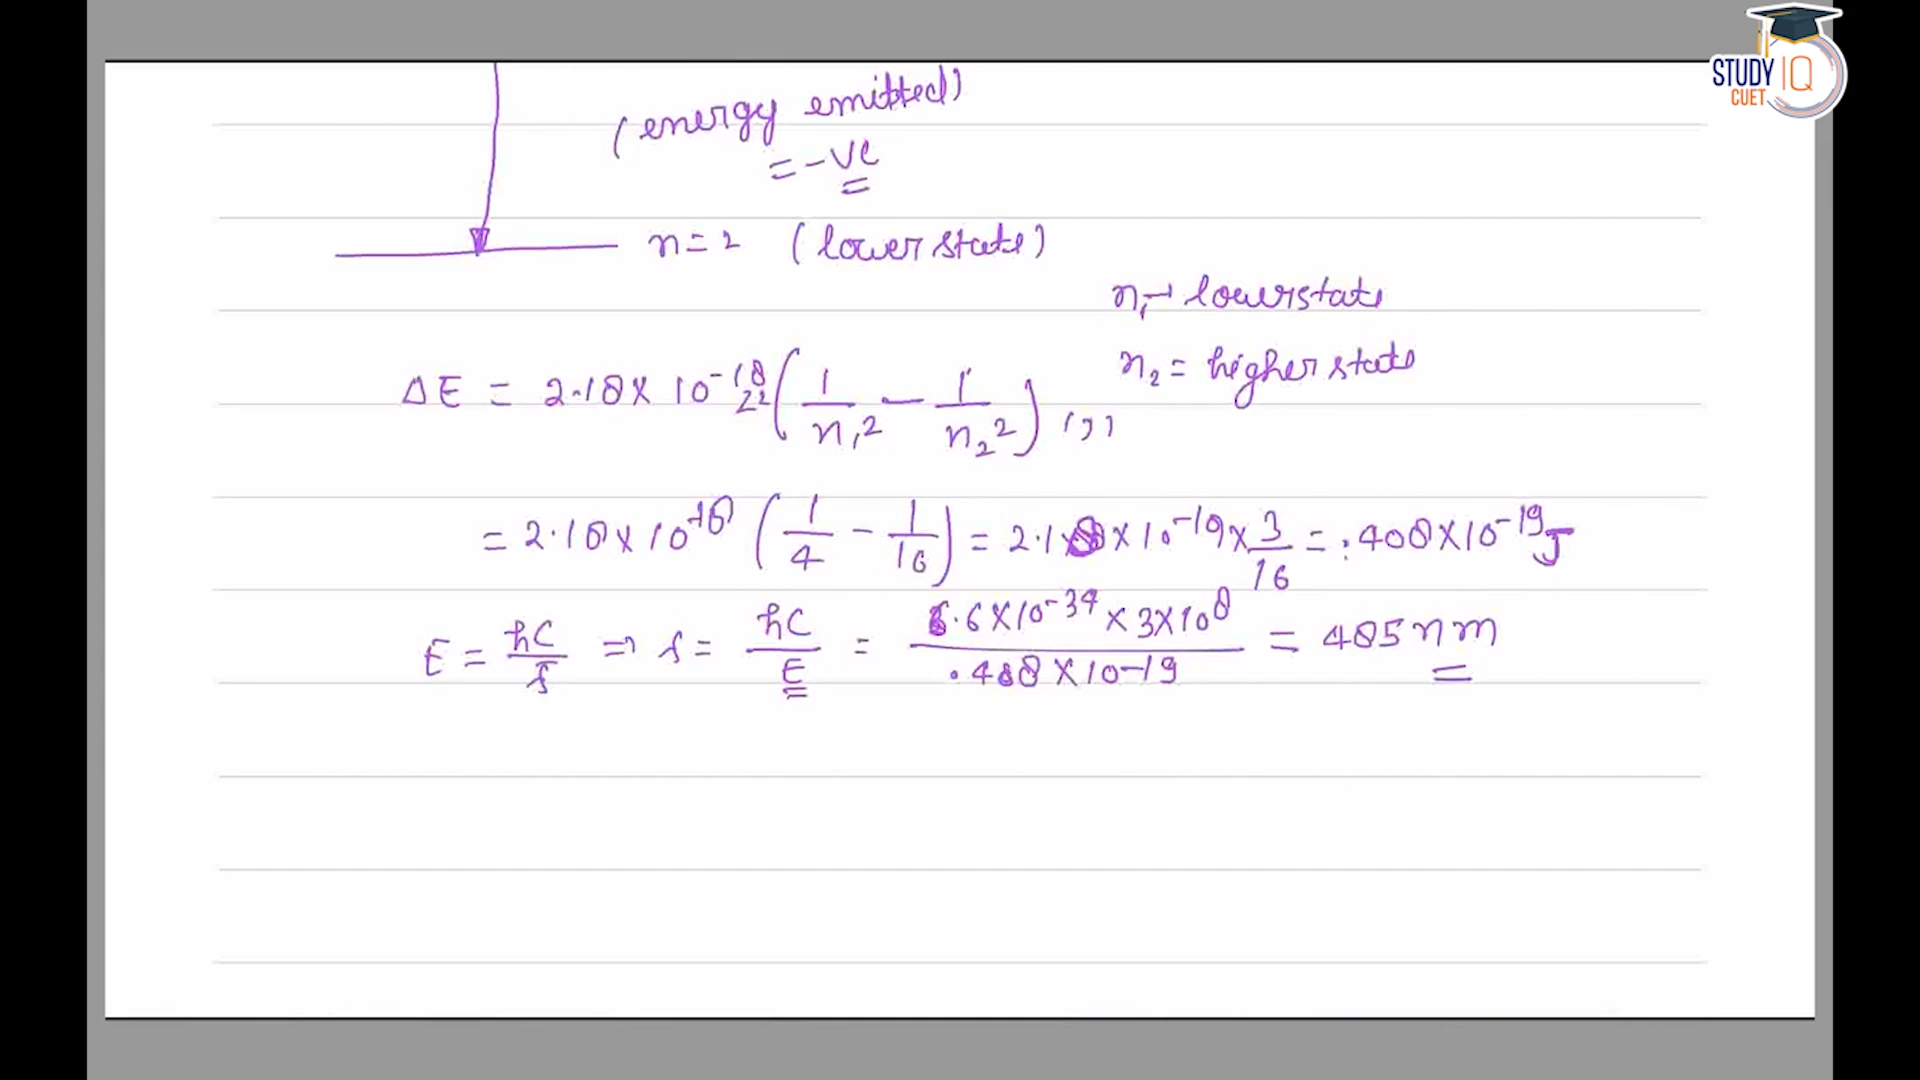 STUDY IQ
CUET
(energy emitted)
= -ve
n=2 (lower state)
n₁→ lowerstate
n₂ = higher state
ΔE = 2.18 × 10⁻¹⁸ z² (1/n₁² − 1/n₂²) ,,,
= 2.18 × 10⁻¹⁸ (1/4 − 1/16) = 2.18 × 10⁻¹⁹ × 3/16 = .408 × 10⁻¹⁹ J
E = hc/λ ⇒ λ = hc/E = 6.6 × 10⁻³⁴ × 3 × 10⁸ / .408 × 10⁻¹⁹ = 485 nm